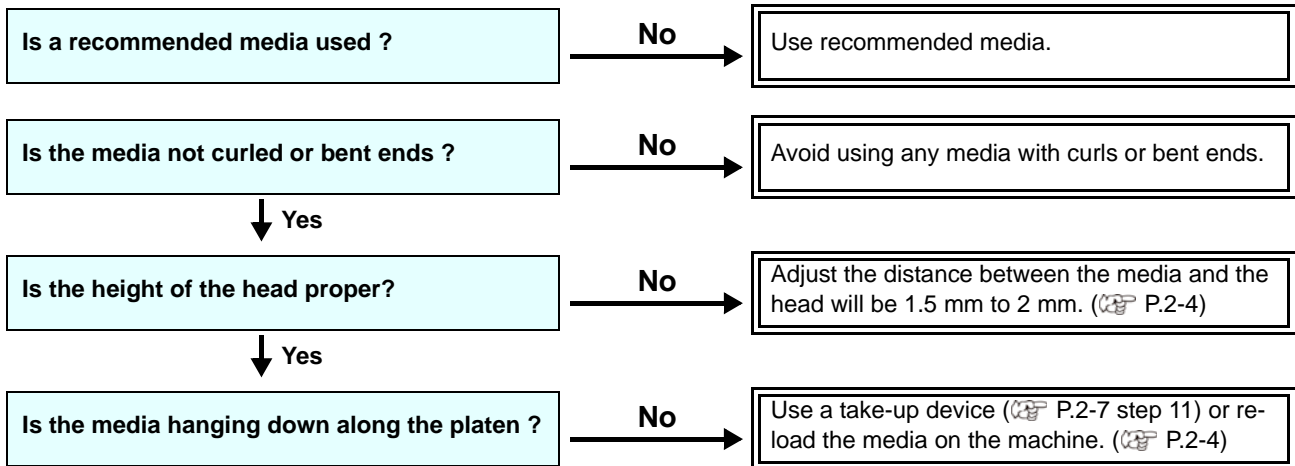 Is a recommended media used ?
No
Use recommended media.
Is the media not curled or bent ends ?
No
Avoid using any media with curls or bent ends.
Yes
Is the height of the head proper?
No
Adjust the distance between the media and the
head will be 1.5 mm to 2 mm. ( P.2-4)
Yes
Is the media hanging down along the platen ?
No
Use a take-up device ( P.2-7 step 11) or re-
load the media on the machine. ( P.2-4)